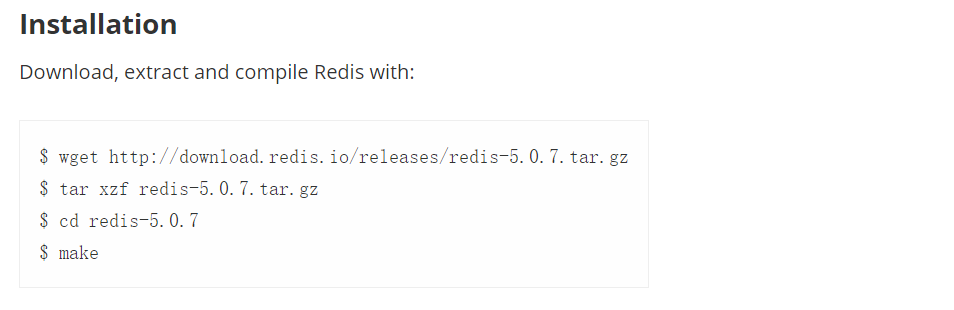 Installation
Download, extract and compile Redis with:
$ wget http://download.redis.io/releases/redis-5.0.7.tar.gz
$ tar xzf redis-5.0.7.tar.gz
$ cd redis-5.0.7
$ make